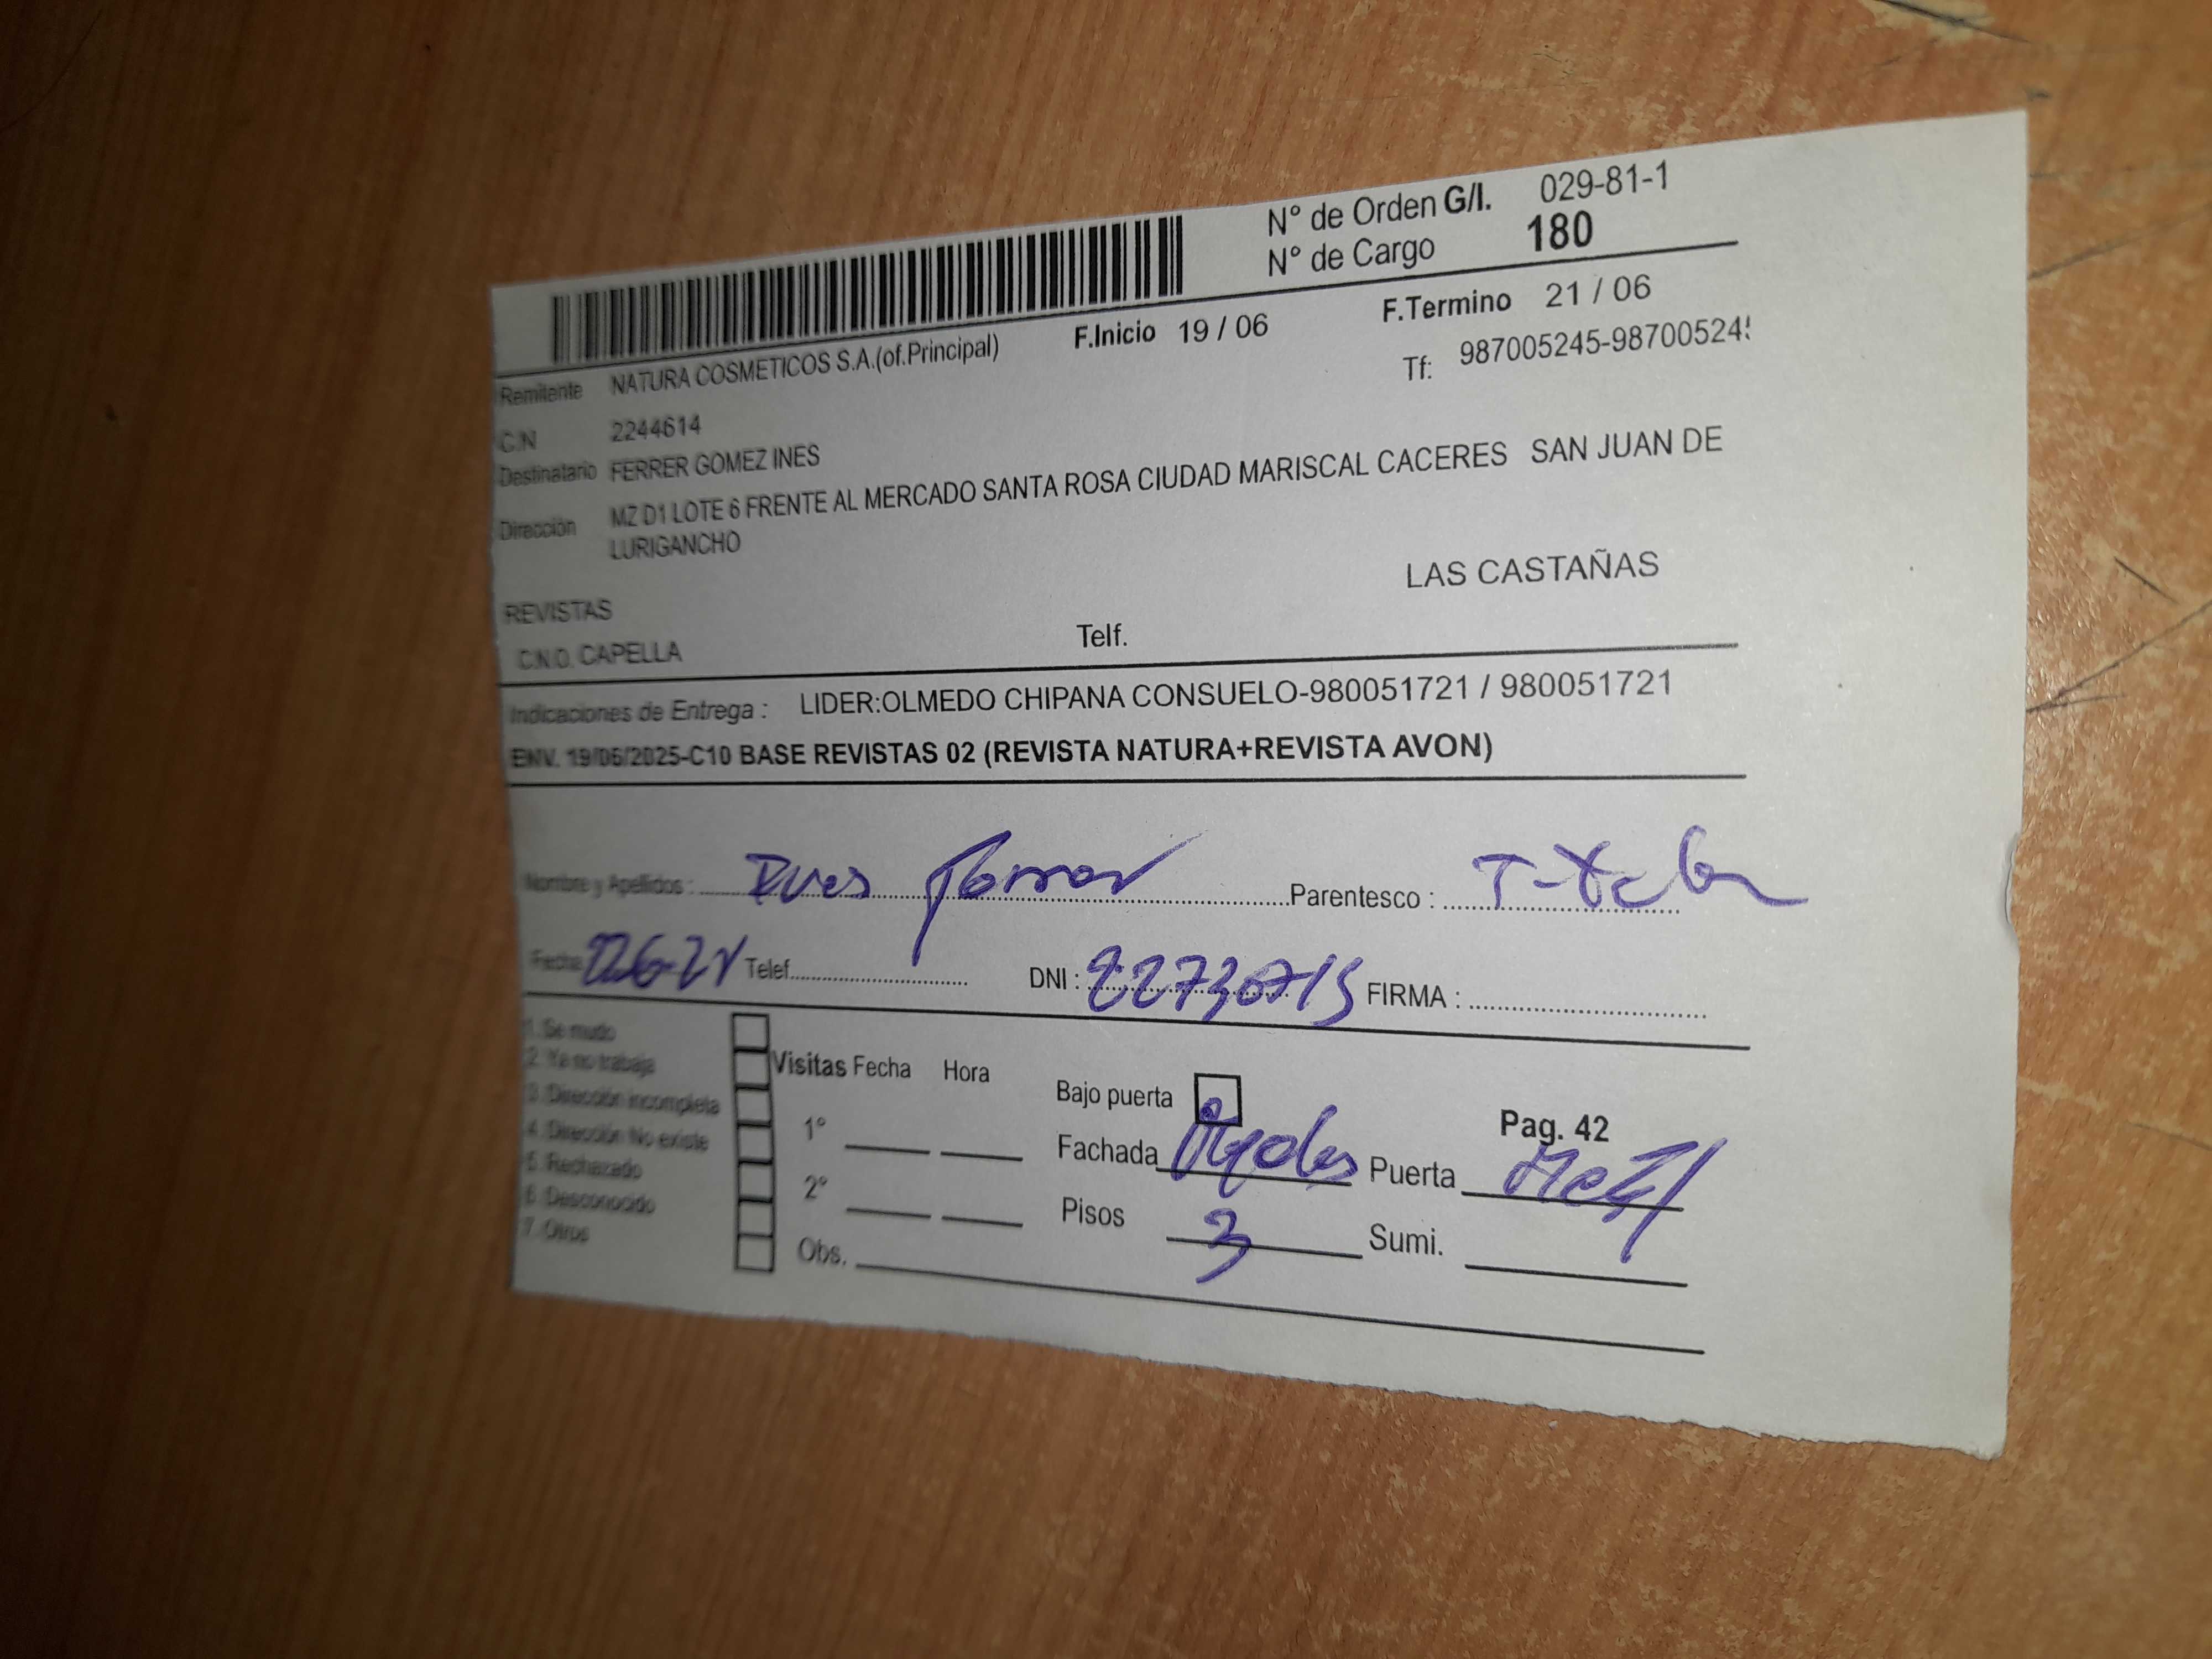 N° de Orden G/I. 029-81-1
N° de Cargo 180
F.Inicio 19 / 06 F.Termino 21 / 06
Remitente NATURA COSMETICOS S.A.(of.Principal) Tf: 987005245-98700524
C.N 2244614
Destinatario FERRER GOMEZ INES
Dirección MZ D1 LOTE 6 FRENTE AL MERCADO SANTA ROSA CIUDAD MARISCAL CACERES SAN JUAN DE
LURIGANCHO
LAS CASTAÑAS
REVISTAS
C.N.O. CAPELLA Telf.
Indicaciones de Entrega : LIDER:OLMEDO CHIPANA CONSUELO-980051721 / 980051721
ENV. 19/06/2025-C10 BASE REVISTAS 02 (REVISTA NATURA+REVISTA AVON)
Nombre y Apellidos : Parentesco :
Fecha Telef. DNI : 22730715 FIRMA :
1. Se mudo
2. Ya no trabaja
3. Dirección incompleta
4. Dirección No existe
5. Rechazado
6. Desconocido
7. Otros
Visitas Fecha Hora
1°
2°
Obs.
Bajo puerta
Pag. 42
Fachada Puerta
Pisos 3 Sumi.